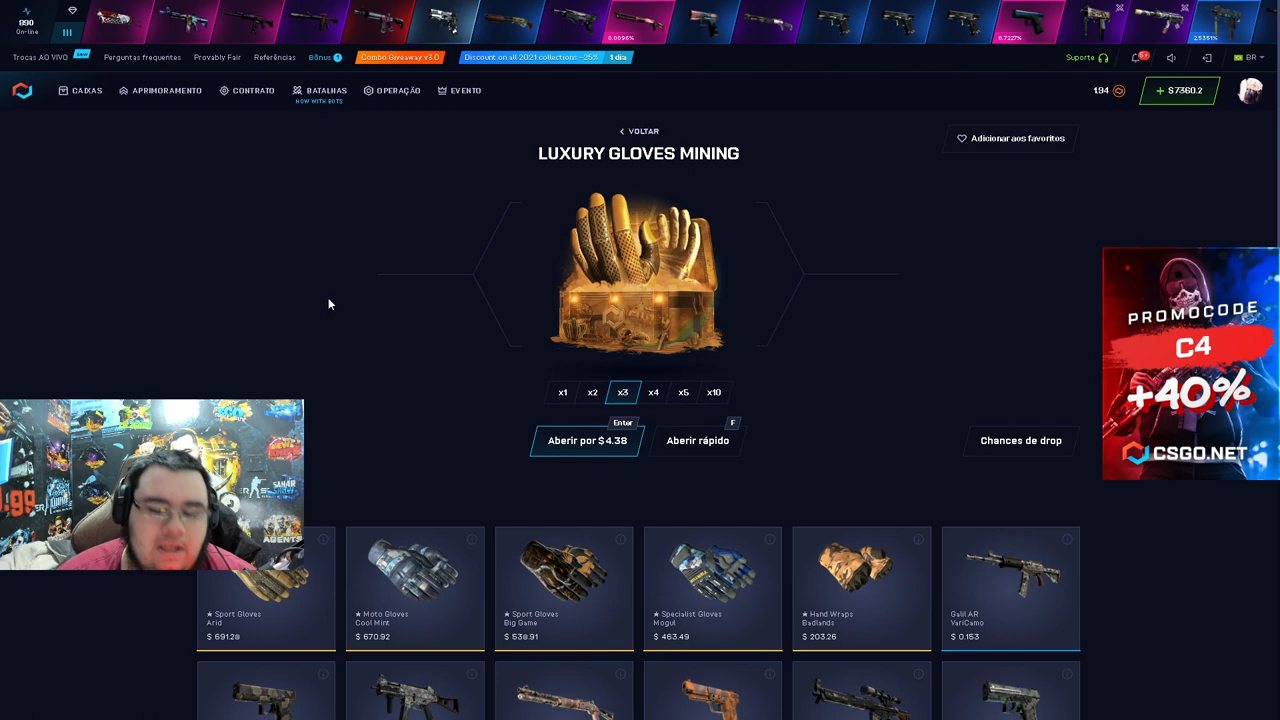 890
On-line
0.0096%
0.7227%
2.5351%
Trocas AO VIVO
Perguntas frequentes
Provably Fair
Referências
Bônus 1
Combo Giveaway v3.0
Discount on all 2021 collections -25% 1 dia
Suporte
5+
BR
CAIXAS
APRIMORAMENTO
CONTRATO
BATALHAS
NOW WITH BOTS
OPERAÇÃO
EVENTO
1.94
+ $7360.2
VOLTAR
LUXURY GLOVES MINING
Adicionar aos favoritos
PROMOCODE
C4
+40%
CSGO.NET
x1 x2 x3 x4 x5 x10
Enter
F
Aberir por $4.38
Aberir rápido
Chances de drop
AGENTS
★ Sport Gloves
Arid
$ 691.28
★ Moto Gloves
Cool Mint
$ 670.92
★ Sport Gloves
Big Game
$ 538.91
★ Specialist Gloves
Mogul
$ 463.49
★ Hand Wraps
Badlands
$ 203.26
Galil AR
VariCamo
$ 0.153